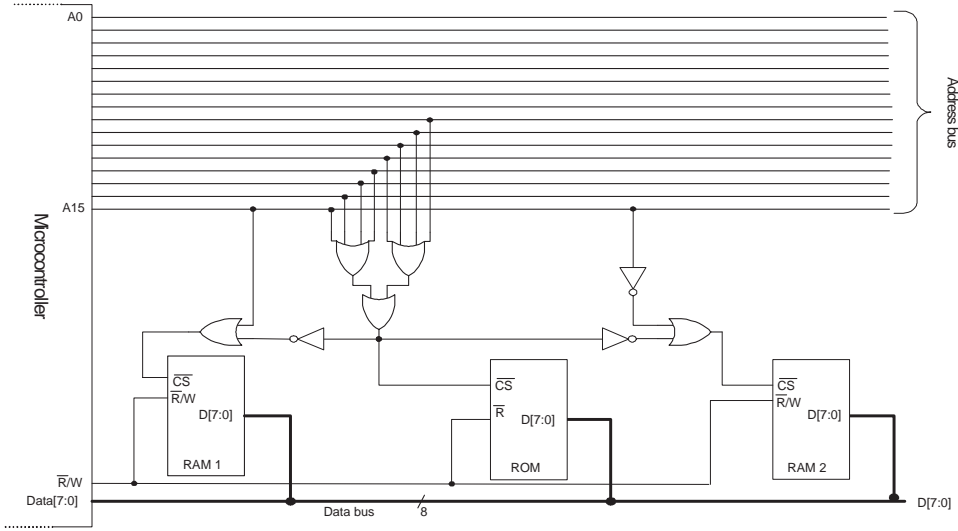 A0
Address bus
A15
Microcontroller
CS
R/W
D[7:0]
RAM 1
CS
R
D[7:0]
ROM
CS
R/W
D[7:0]
RAM 2
R/W
Data[7:0]
Data bus
8
D[7:0]